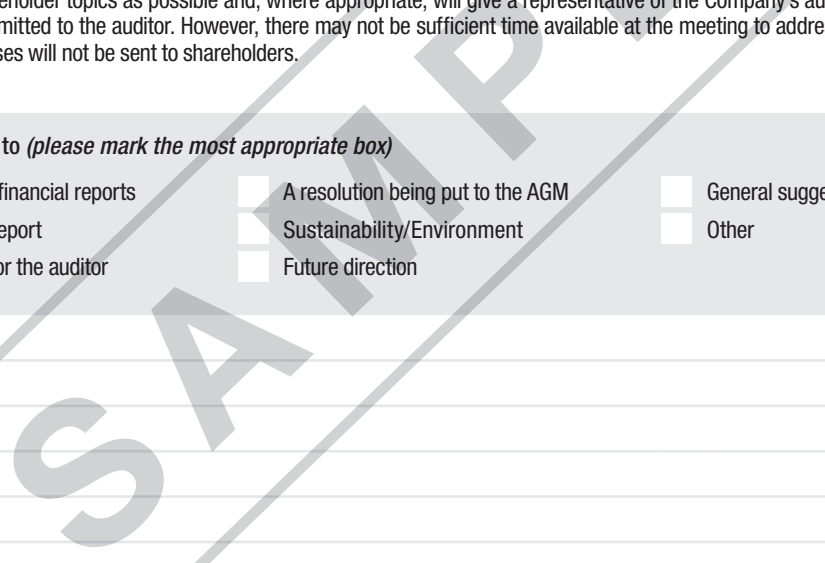 eholder topics as possible and, where appropriate, will give a representative of the Company's au
mitted to the auditor. However, there may not be sufficient time available at the meeting to addre
ses will not be sent to shareholders.
to (please mark the most appropriate box)
financial reports A resolution being put to the AGM General sugge
eport Sustainability/Environment Other
or the auditor Future direction
SAMPLE